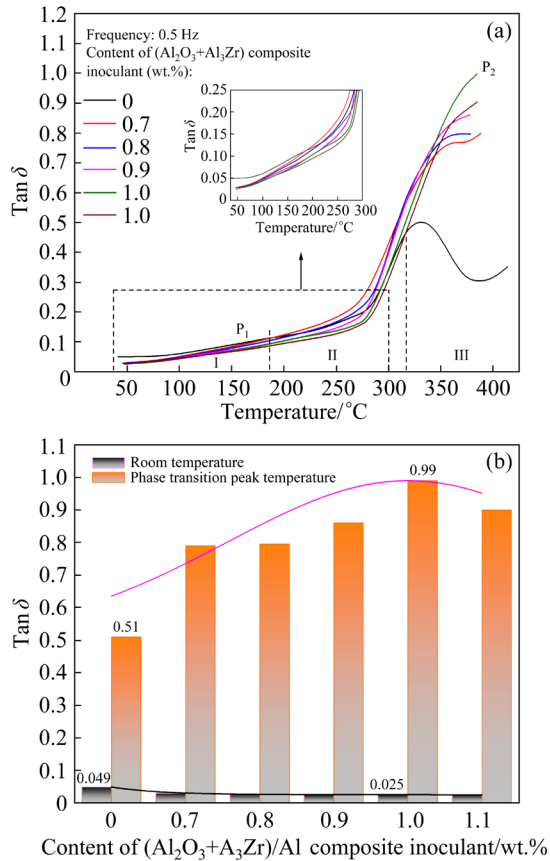 (a)
Frequency: 0.5 Hz
Content of (Al₂O₃+Al₃Zr) composite
inoculant (wt.%):
0
0.7
0.8
0.9
1.0
1.0
Tan δ
1.2
1.1
1.0
0.9
0.8
0.7
0.6
0.5
0.4
0.3
0.2
0.1
0
Tan δ
0.25
0.20
0.15
0.10
0.05
0
50 100 150 200 250 300
Temperature/°C
P₂
P₁
I
II
III
50 100 150 200 250 300 350 400
Temperature/°C
(b)
Room temperature
Phase transition peak temperature
Tan δ
1.1
1.0
0.9
0.8
0.7
0.6
0.5
0.4
0.3
0.2
0.1
0
0.99
0.51
0.049
0.025
0 0.7 0.8 0.9 1.0 1.1
Content of (Al₂O₃+A₃Zr)/Al composite inoculant/wt.%